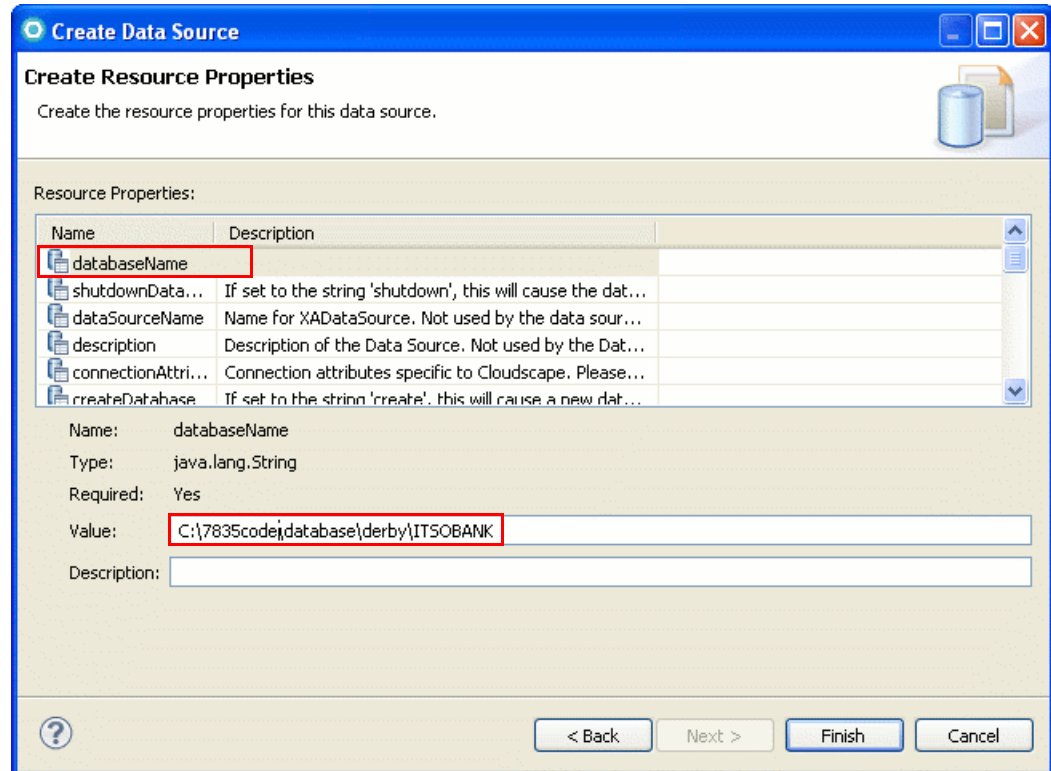 Create Data Source
Create Resource Properties
Create the resource properties for this data source.
Resource Properties:
Name Description
databaseName
shutdownData... If set to the string 'shutdown', this will cause the dat...
dataSourceName Name for XADataSource. Not used by the data sour...
description Description of the Data Source. Not used by the Dat...
connectionAttri... Connection attributes specific to Cloudscape. Please...
createDatabase If set to the string 'create', this will cause a new dat...
Name: databaseName
Type: java.lang.String
Required: Yes
Value: C:\7835code\database\derby\ITSOBANK
Description:
?
< Back Next > Finish Cancel